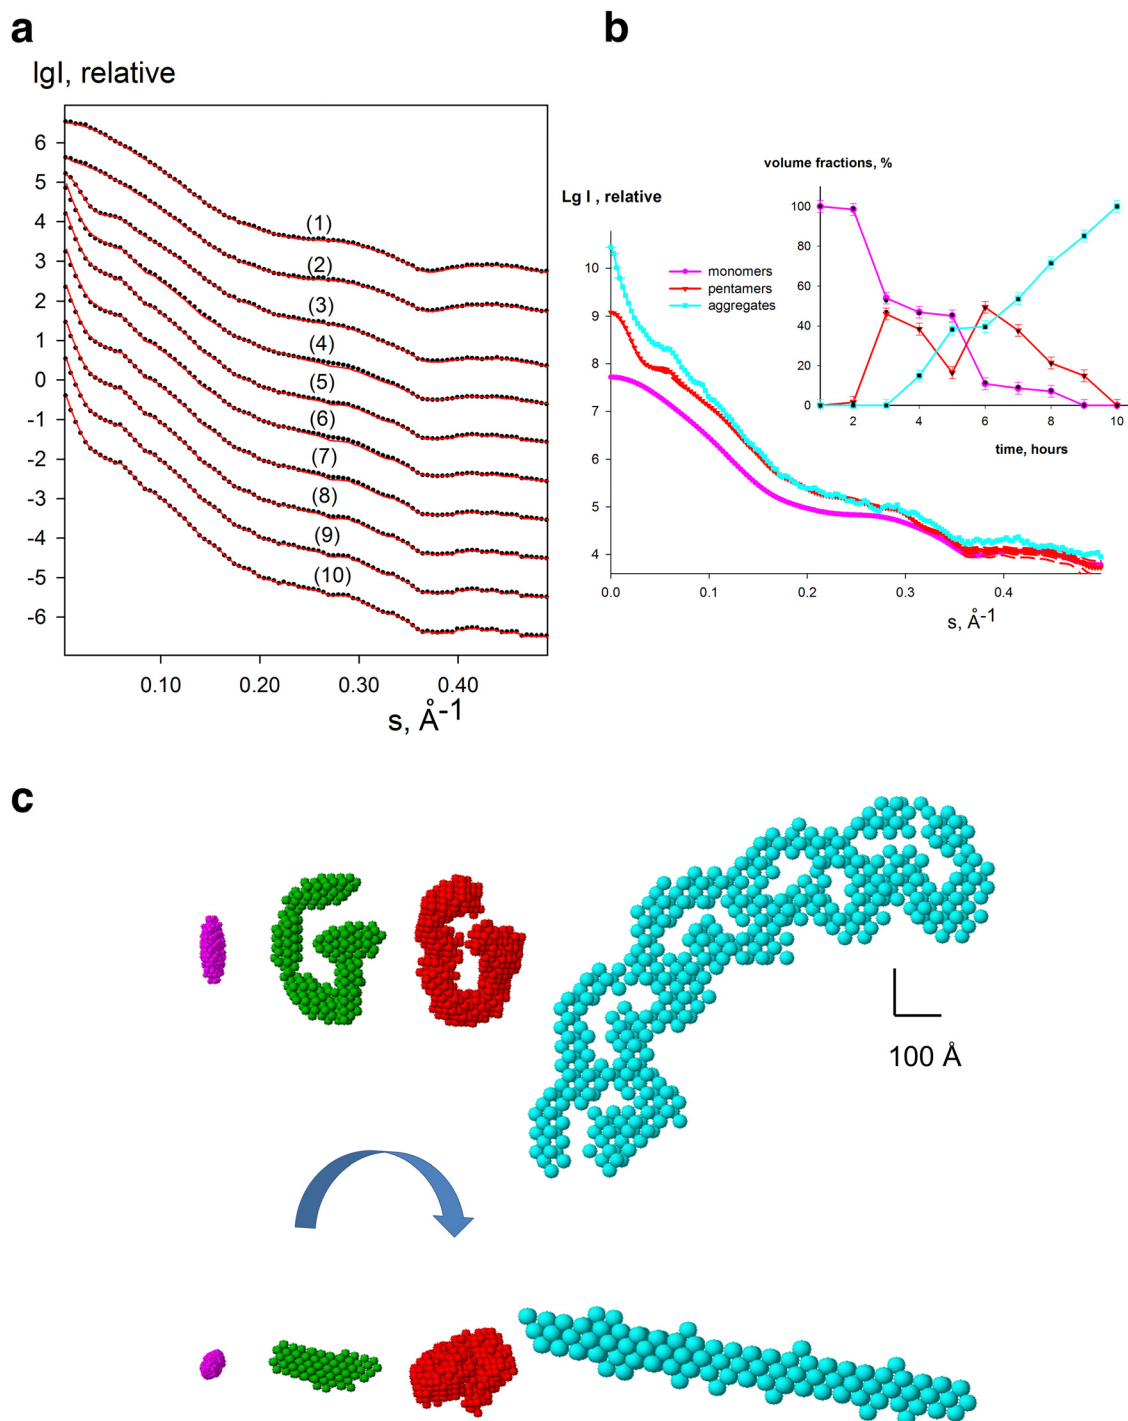 a
b
lgI, relative
6
5
4
3
2
1
0
-1
-2
-3
-4
-5
-6
(1)
(2)
(3)
(4)
(5)
(6)
(7)
(8)
(9)
(10)
0.10 0.20 0.30 0.40
s, Å-1
volume fractions, %
Lg I , relative
100
80
60
40
20
0
2 4 6 8 10
time, hours
monomers
pentamers
aggregates
10
9
8
7
6
5
4
0.0 0.1 0.2 0.3 0.4
s, Å-1
c
100 Å